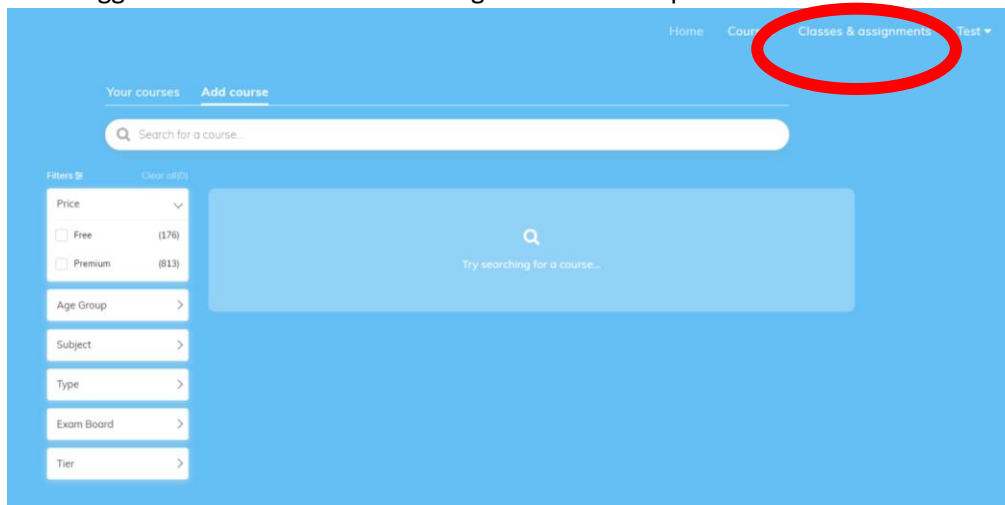 Home Classes & assignments Test
Your courses Add course
Search for a course...
Filters Clear all(0)
Price
Free (176)
Premium (813)
Try searching for a course...
Age Group
Subject
Type
Exam Board
Tier